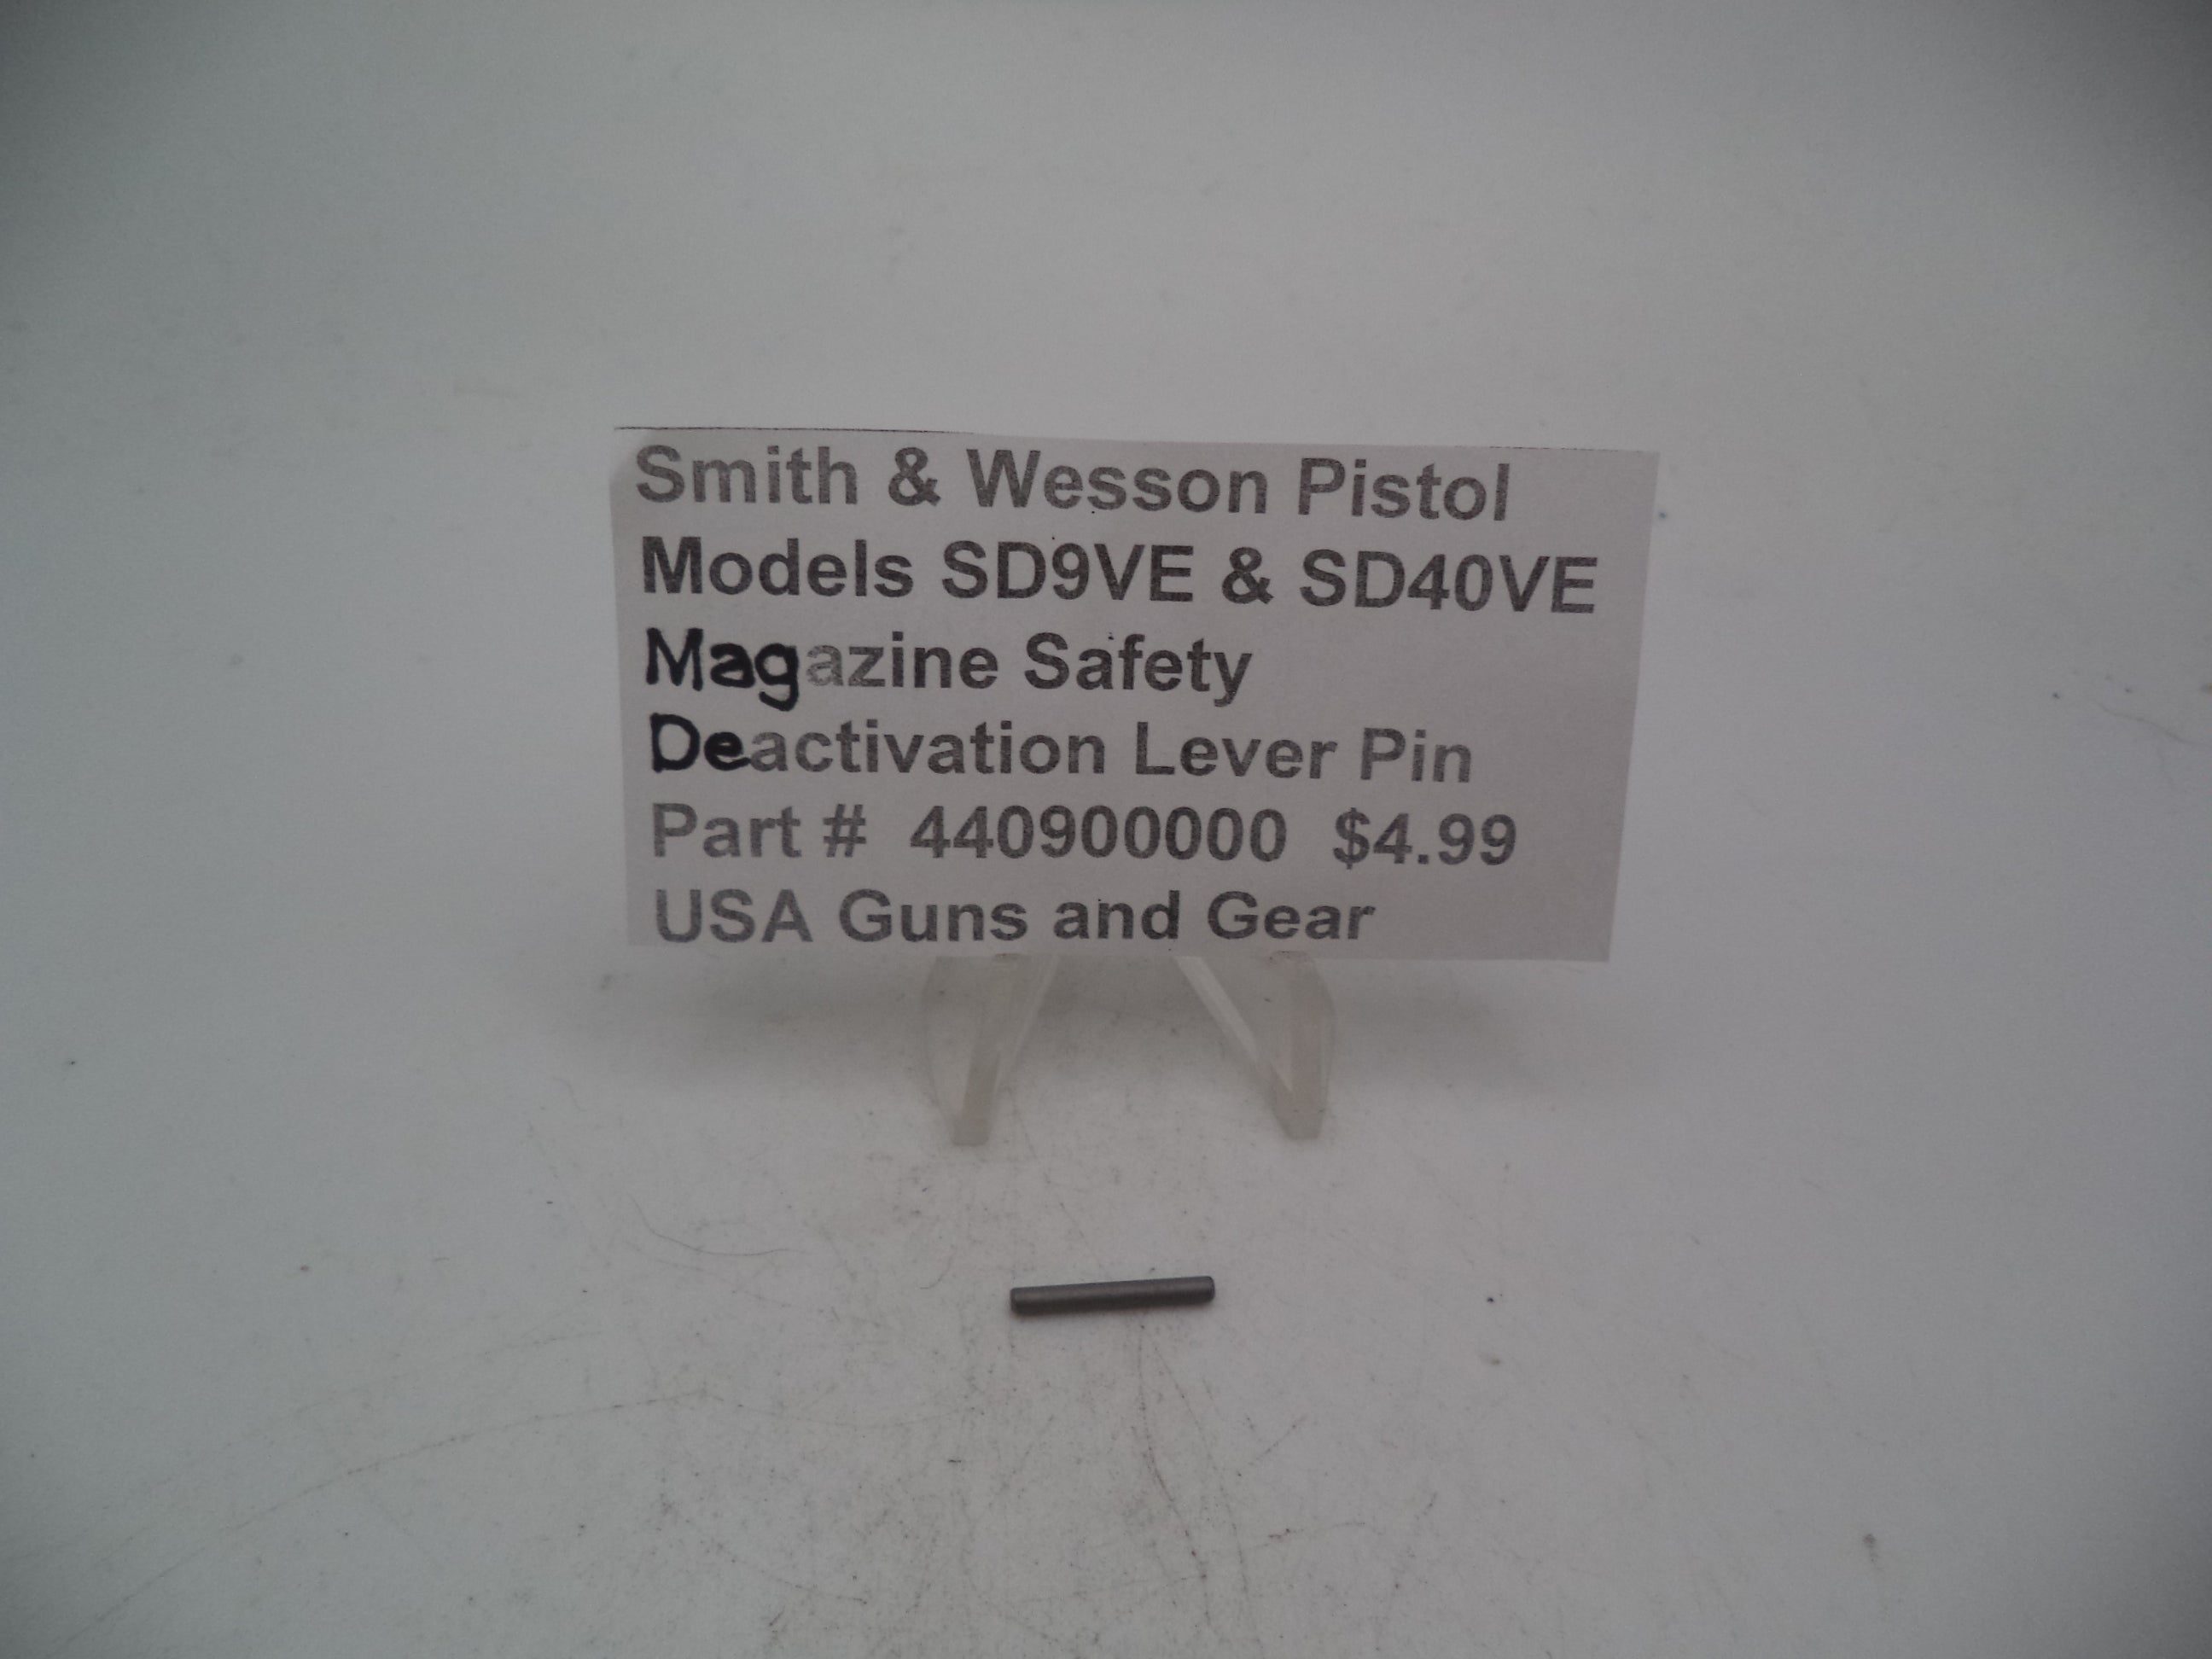 Smith & Wesson Pistol
Models SD9VE & SD40VE
Magazine Safety
Deactivation Lever Pin
Part # 440900000 $4.99
USA Guns and Gear